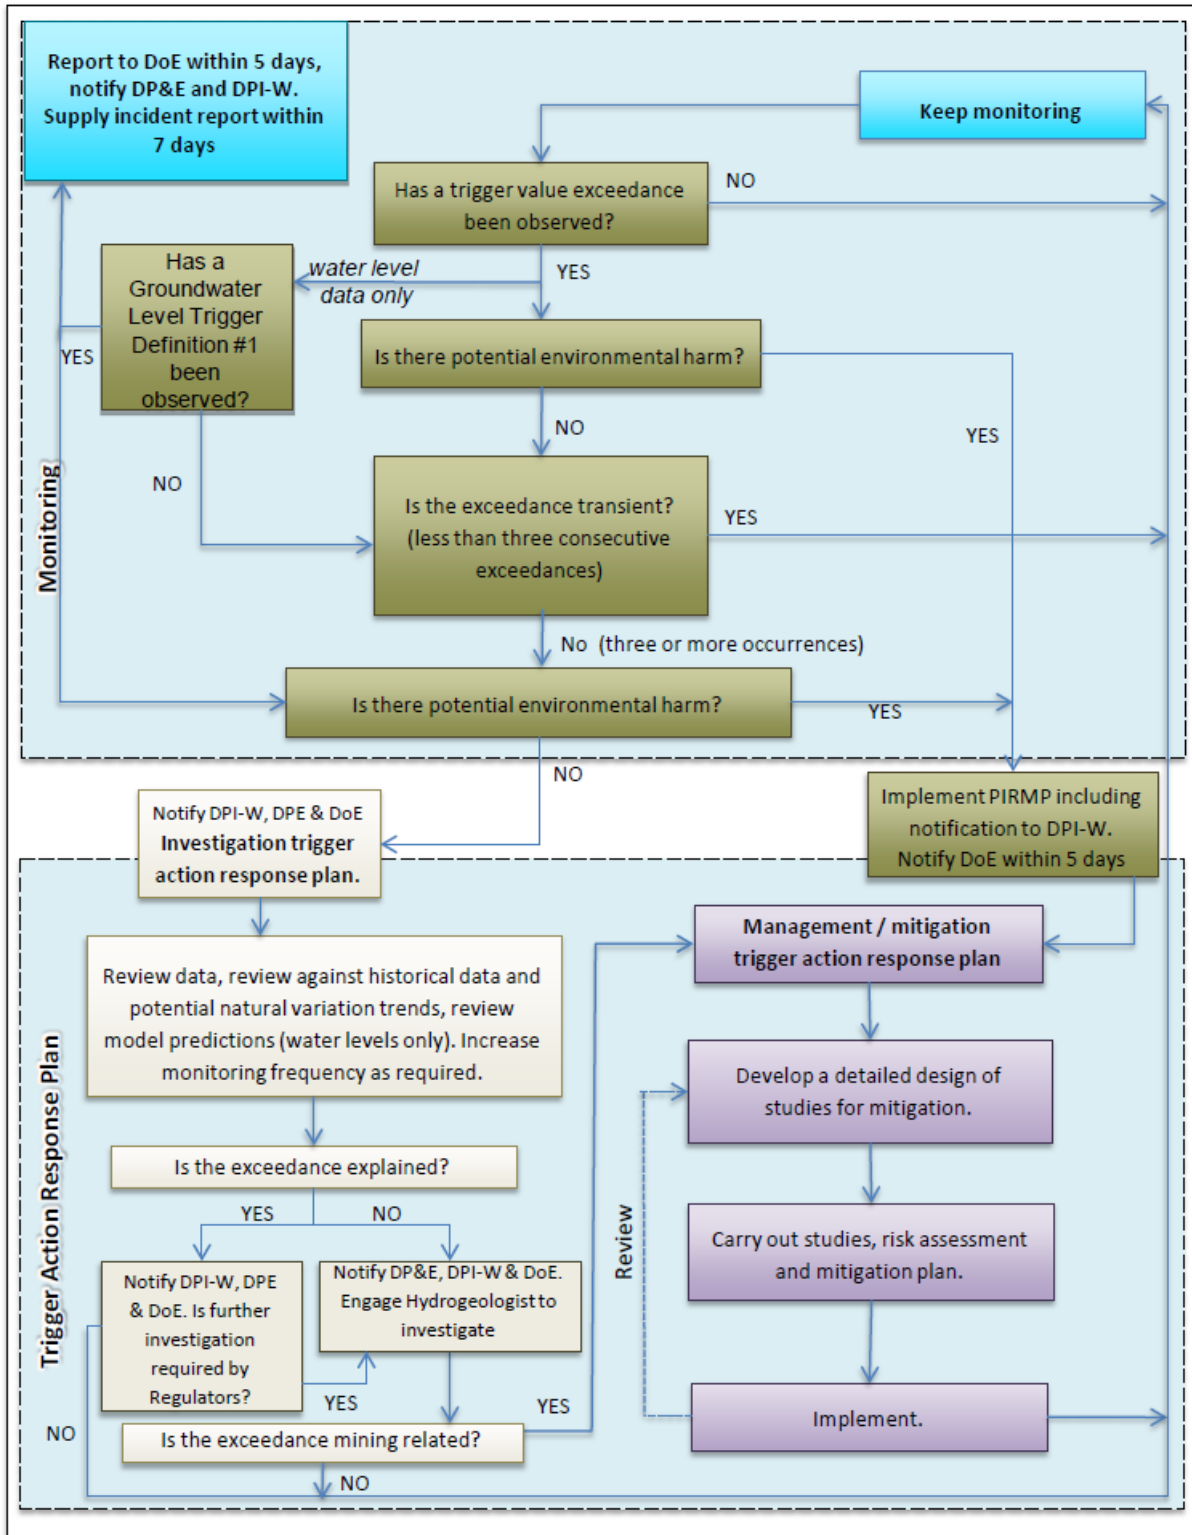 Report to DoE within 5 days,
notify DP&E and DPI-W.
Supply incident report within
7 days
Keep monitoring
Has a trigger value exceedance
been observed?
NO
YES
water level
data only
Has a
Groundwater
Level Trigger
Definition #1
been
observed?
YES
Is there potential environmental harm?
NO
YES
NO
Is the exceedance transient?
(less than three consecutive
exceedances)
YES
Monitoring
No (three or more occurrences)
Is there potential environmental harm?
YES
NO
Notify DPI-W, DPE & DoE
Investigation trigger
action response plan.
Implement PIRMP including
notification to DPI-W.
Notify DoE within 5 days
Management / mitigation
trigger action response plan
Review data, review against historical data and
potential natural variation trends, review
model predictions (water levels only). Increase
monitoring frequency as required.
Develop a detailed design of
studies for mitigation.
Is the exceedance explained?
YES
NO
Trigger Action Response Plan
Review
Carry out studies, risk assessment
and mitigation plan.
Notify DPI-W, DPE
& DoE. Is further
investigation
required by
Regulators?
Notify DP&E, DPI-W & DoE.
Engage Hydrogeologist to
investigate
YES
YES
NO
Is the exceedance mining related?
Implement.
NO